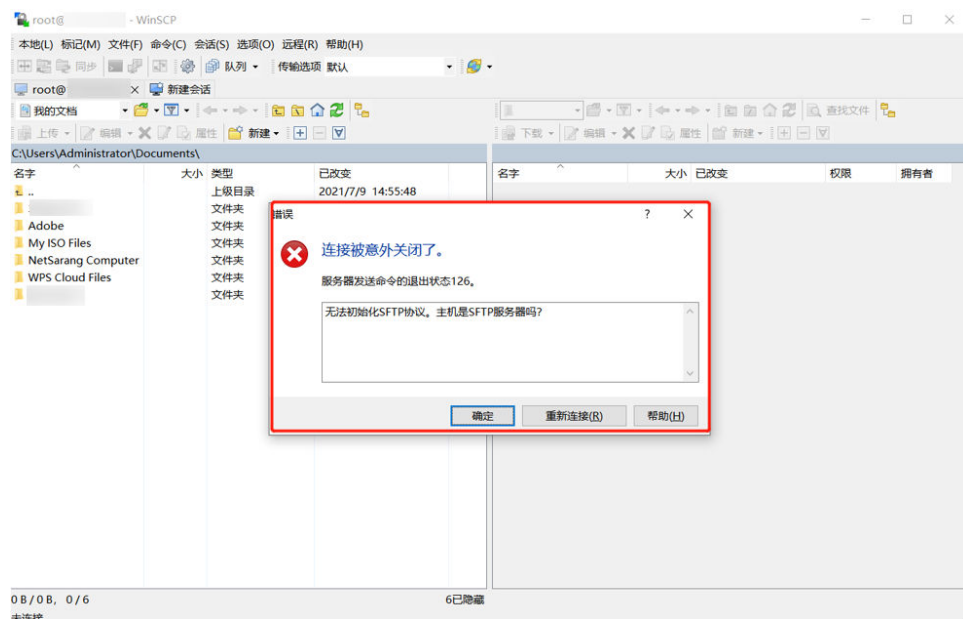 root@ - WinSCP
本地(L) 标记(M) 文件(F) 命令(C) 会话(S) 选项(O) 远程(R) 帮助(H)
同步 队列 传输选项 默认
root@ 新建会话
我的文档 查找文件
上传 编辑 属性 新建 下载 编辑 属性 新建
C:\Users\Administrator\Documents\
名字 大小 类型 已改变 名字 大小 已改变 权限 拥有者
.. 上级目录 2021/7/9 14:55:48
文件夹
Adobe 文件夹
My ISO Files 文件夹
NetSarang Computer 文件夹
WPS Cloud Files 文件夹
文件夹
错误
连接被意外关闭了。
服务器发送命令的退出状态126。
无法初始化SFTP协议。主机是SFTP服务器吗?
确定 重新连接(R) 帮助(H)
0 B / 0 B, 0 / 6 6已隐藏
未连接